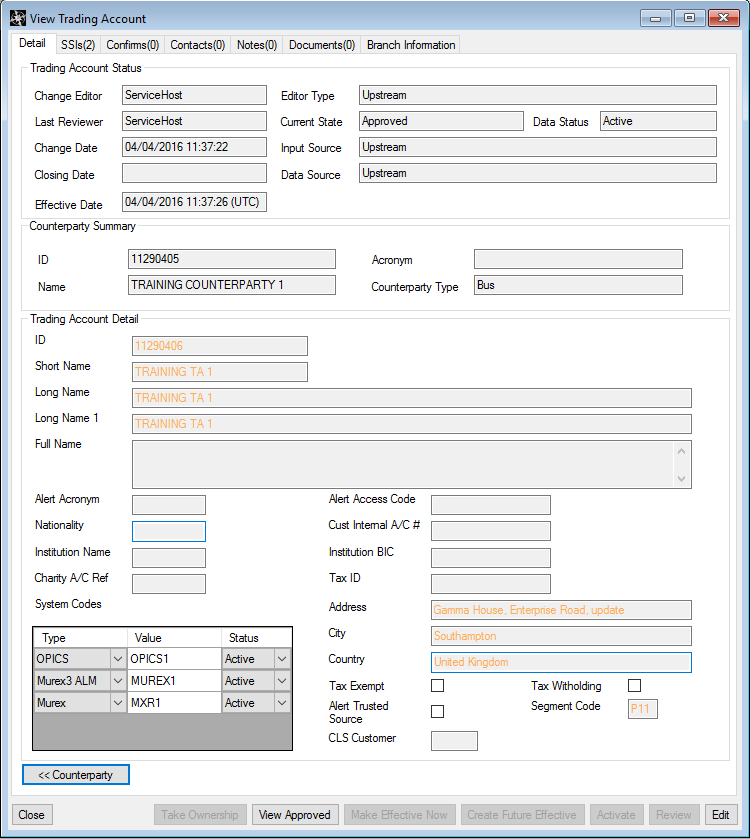 View Trading Account
Detail SSIs(2) Confirms(0) Contacts(0) Notes(0) Documents(0) Branch Information
Trading Account Status
Change Editor ServiceHost Editor Type Upstream
Last Reviewer ServiceHost Current State Approved Data Status Active
Change Date 04/04/2016 11:37:22 Input Source Upstream
Closing Date Data Source Upstream
Effective Date 04/04/2016 11:37:26 (UTC)
Counterparty Summary
ID 11290405 Acronym
Name TRAINING COUNTERPARTY 1 Counterparty Type Bus
Trading Account Detail
ID 11290406
Short Name TRAINING TA 1
Long Name TRAINING TA 1
Long Name 1 TRAINING TA 1
Full Name
Alert Acronym Alert Access Code
Nationality Cust Internal A/C #
Institution Name Institution BIC
Charity A/C Ref Tax ID
System Codes Address Gamma House, Enterprise Road, update
City Southampton
Type Value Status
OPICS OPICS1 Active Country United Kingdom
Murex3 ALM MUREX1 Active Tax Exempt Tax Witholding
Murex MXR1 Active Alert Trusted Source Segment Code P11
CLS Customer
<< Counterparty
Close Take Ownership View Approved Make Effective Now Create Future Effective Activate Review Edit